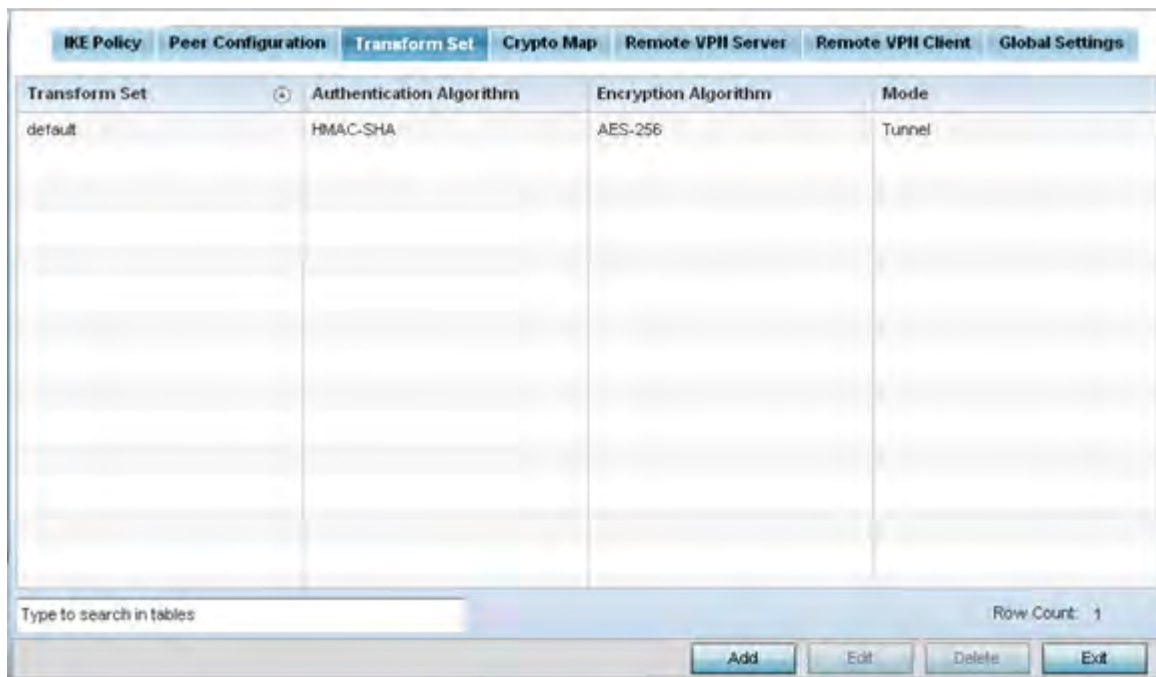 IKE Policy Peer Configuration Transform Set Crypto Map Remote VPN Server Remote VPN Client Global Settings
Transform Set Authentication Algorithm Encryption Algorithm Mode
default HMAC-SHA AES-256 Tunnel
Type to search in tables Row Count: 1
Add Edit Delete Exit